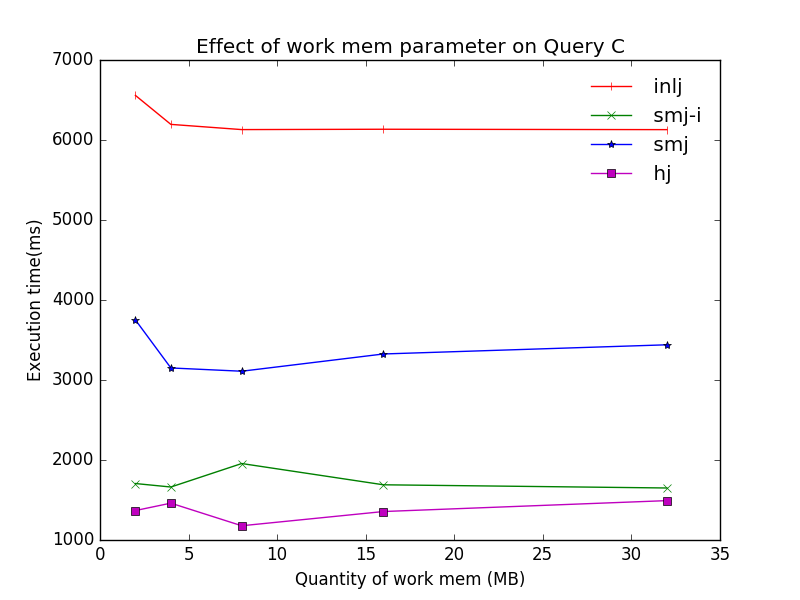 Effect of work mem parameter on Query C
7000
6000
5000
4000
3000
2000
1000
Execution time(ms)
inlj
smj-i
smj
hj
0 5 10 15 20 25 30 35
Quantity of work mem (MB)